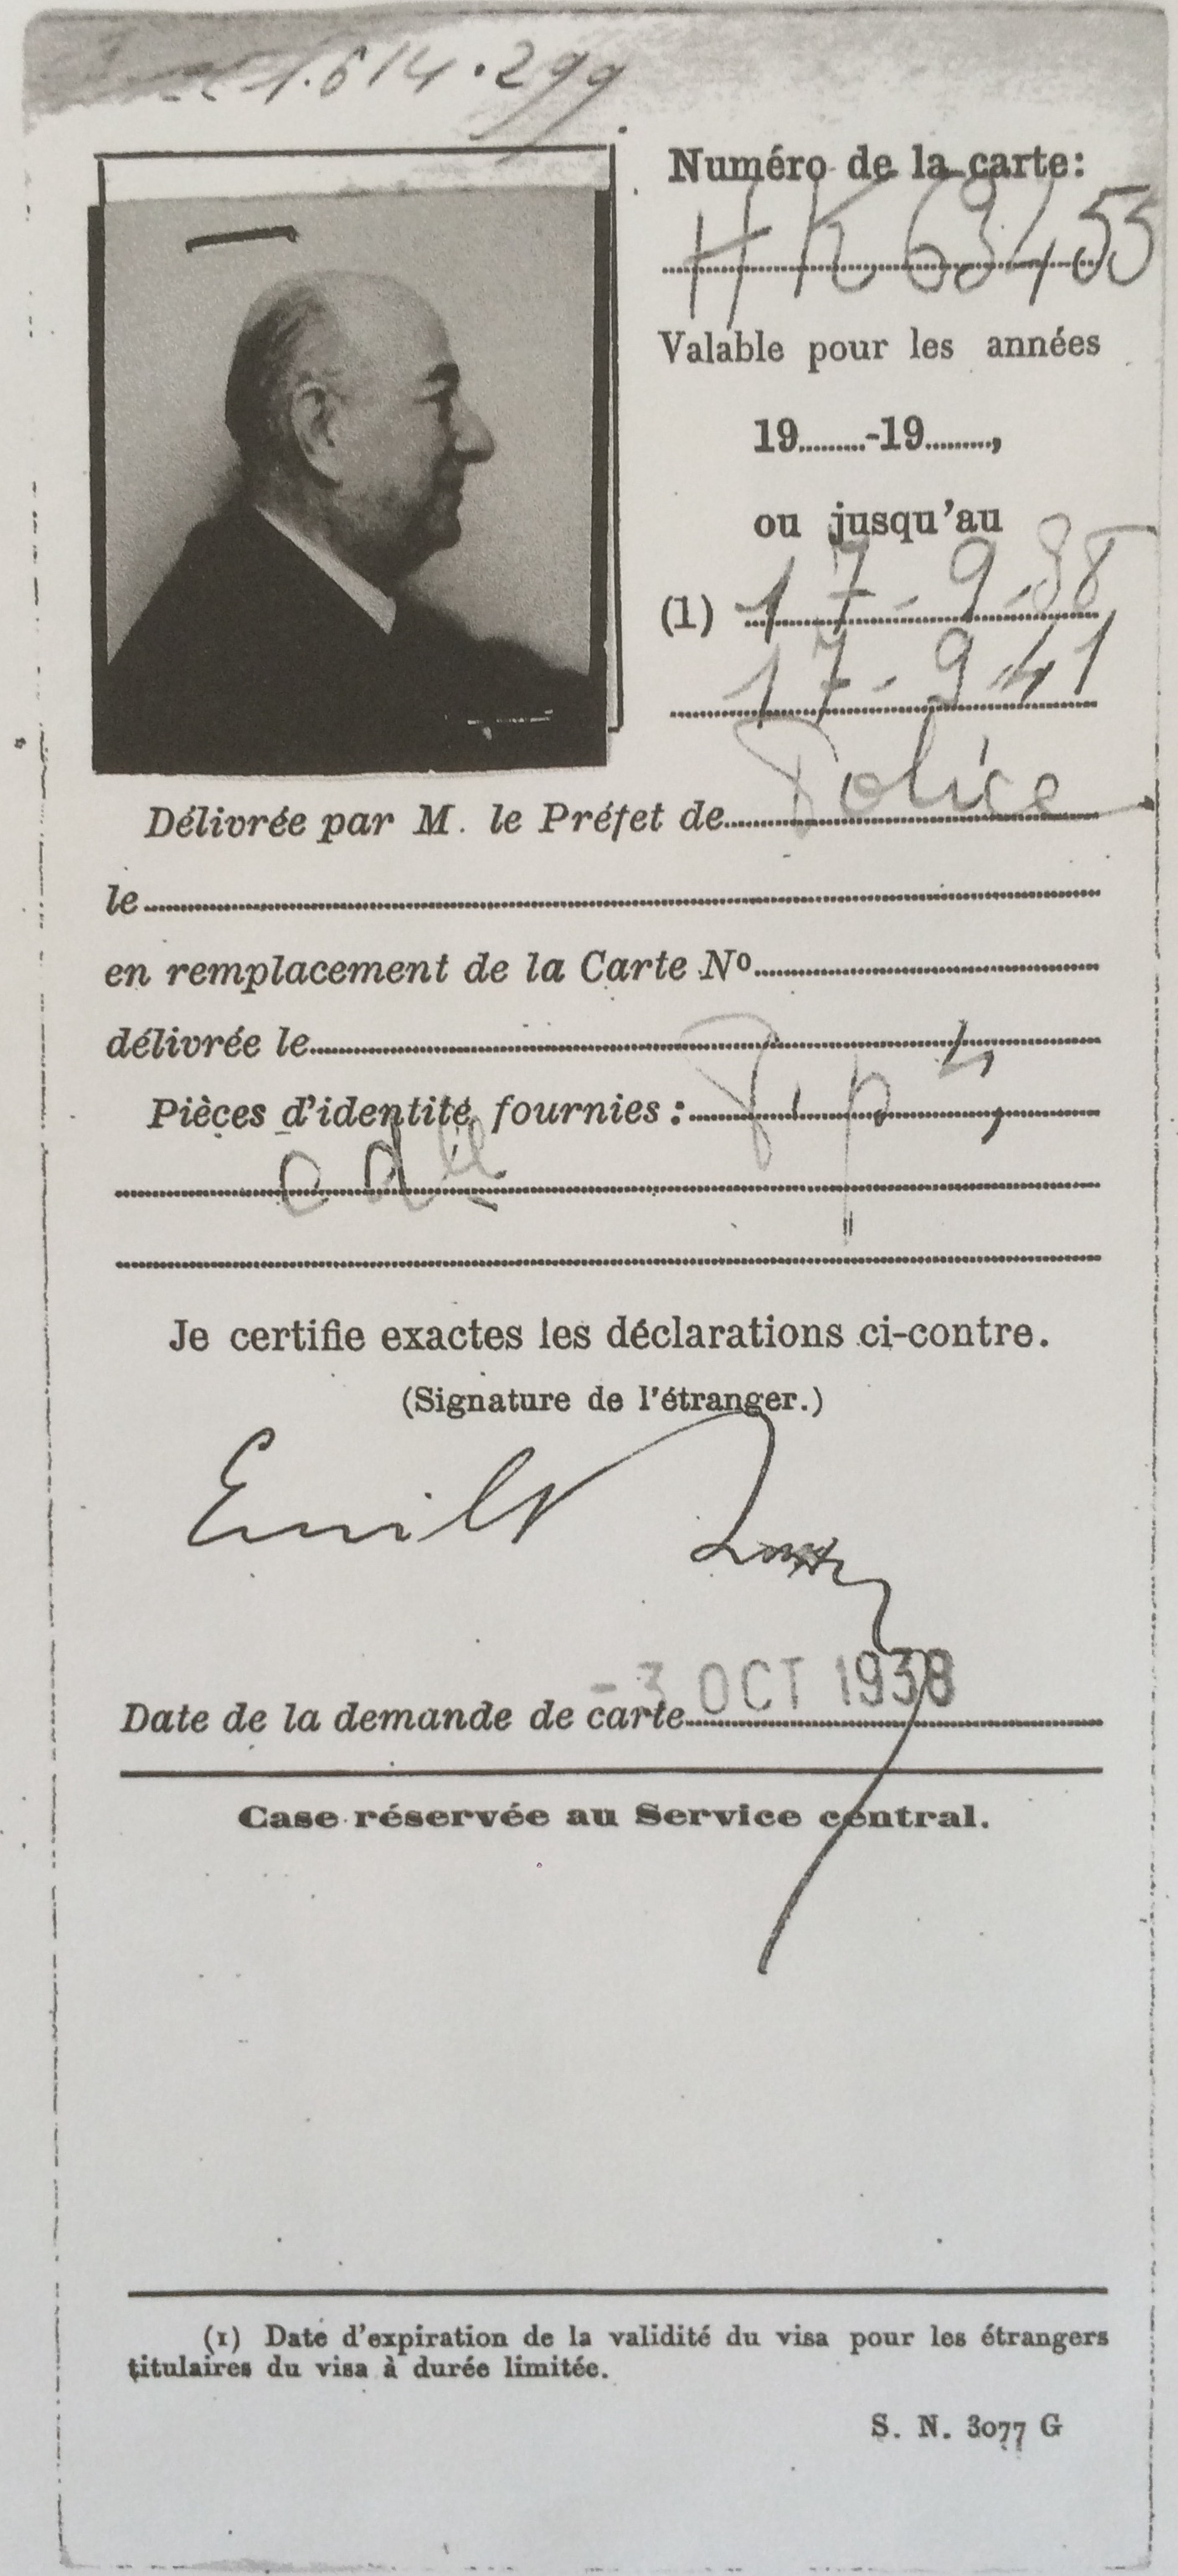 1.614.299
Numéro de la carte:
HK 63455
Valable pour les années
19........-19........,
ou jusqu'au
(1) 17-9-38
17-9 41
Délivrée par M. le Préfet de Police
le
en remplacement de la Carte Nº
délivrée le
Pièces d'identité fournies :
Je certifie exactes les déclarations ci-contre.
(Signature de l'étranger.)
Emil
Date de la demande de carte -3 OCT 1938
Case réservée au Service central.
(1) Date d'expiration de la validité du visa pour les étrangers
titulaires du visa à durée limitée.
S. N. 3077 G